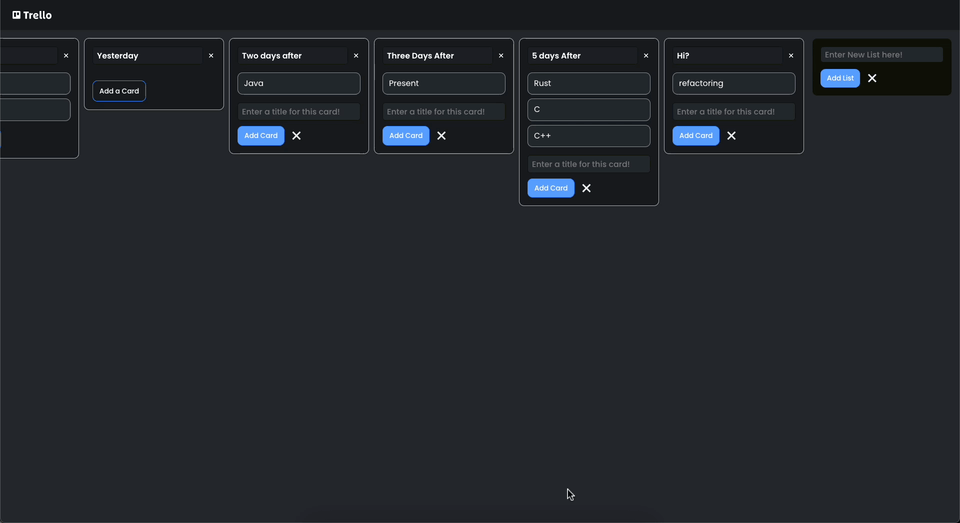 Trello
Yesterday
Add a Card
Two days after
Java
Enter a title for this card!
Add Card
Three Days After
Present
Enter a title for this card!
Add Card
5 days After
Rust
C
C++
Enter a title for this card!
Add Card
Hi?
refactoring
Enter a title for this card!
Add Card
Enter New List here!
Add List